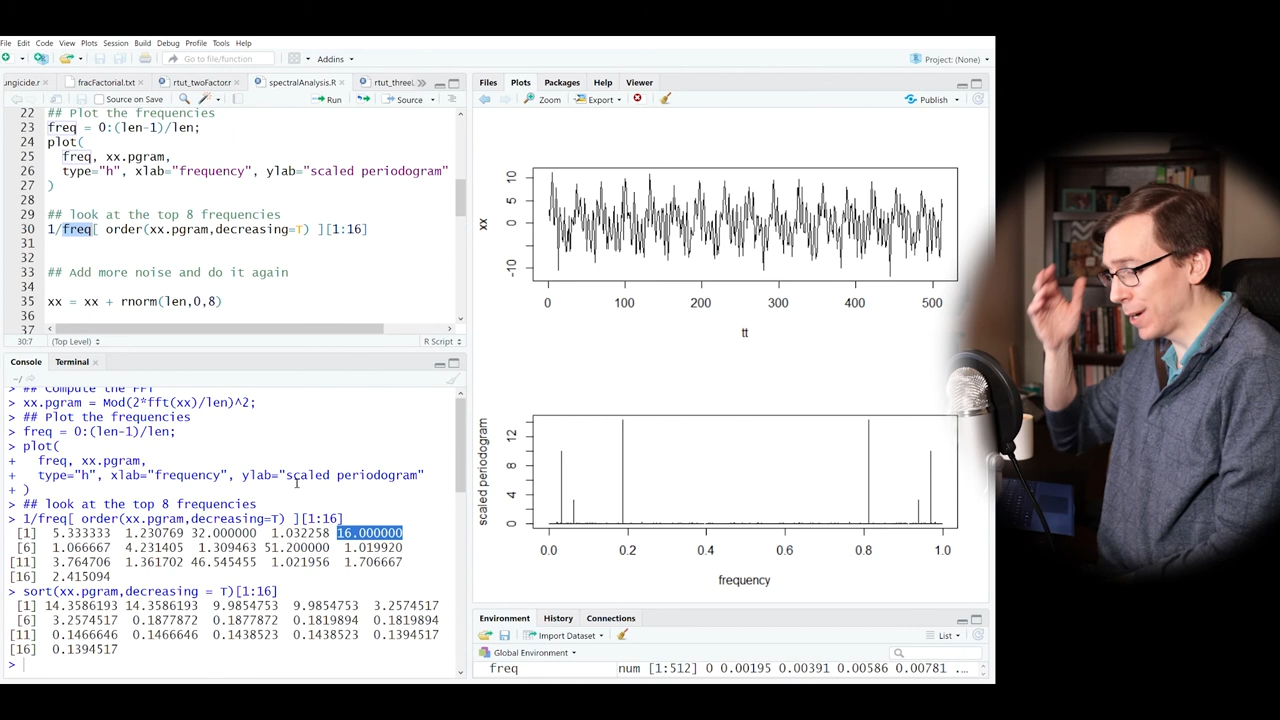 File Edit Code View Plots Session Build Debug Profile Tools Help
Go to file/function Addins Project: (None)
ungicide.r fracFactorial.txt rtut_twoFactorr spectralAnalysis.R rtut_threel
Source on Save Run Source
22 ## Plot the frequencies
23 freq = 0:(len-1)/len;
24 plot(
25 freq, xx.pgram,
26 type="h", xlab="frequency", ylab="scaled periodogram"
27 )
28
29 ## look at the top 8 frequencies
30 1/freq[ order(xx.pgram,decreasing=T) ][1:16]
31
32
33 ## Add more noise and do it again
34
35 xx = xx + rnorm(len,0,8)
36
37
30:7 (Top Level) R Script
Console Terminal
~/
> ## Compute the FFT
> xx.pgram = Mod(2*fft(xx)/len)^2;
> ## Plot the frequencies
> freq = 0:(len-1)/len;
> plot(
+ freq, xx.pgram,
+ type="h", xlab="frequency", ylab="scaled periodogram"
+ )
> ## look at the top 8 frequencies
> 1/freq[ order(xx.pgram,decreasing=T) ][1:16]
[1] 5.333333 1.230769 32.000000 1.032258 16.000000
[6] 1.066667 4.231405 1.309463 51.200000 1.019920
[11] 3.764706 1.361702 46.545455 1.021956 1.706667
[16] 2.415094
> sort(xx.pgram,decreasing = T)[1:16]
[1] 14.3586193 14.3586193 9.9854753 9.9854753 3.2574517
[6] 3.2574517 0.1877872 0.1877872 0.1819894 0.1819894
[11] 0.1466646 0.1466646 0.1438523 0.1438523 0.1394517
[16] 0.1394517
>
Files Plots Packages Help Viewer
Zoom Export Publish
xx
10
5
0
-10
0 100 200 300 400 500
tt
scaled periodogram
12
8
4
0
0.0 0.2 0.4 0.6 0.8 1.0
frequency
Environment History Connections
Import Dataset List
Global Environment
freq num [1:512] 0 0.00195 0.00391 0.00586 0.00781 ...